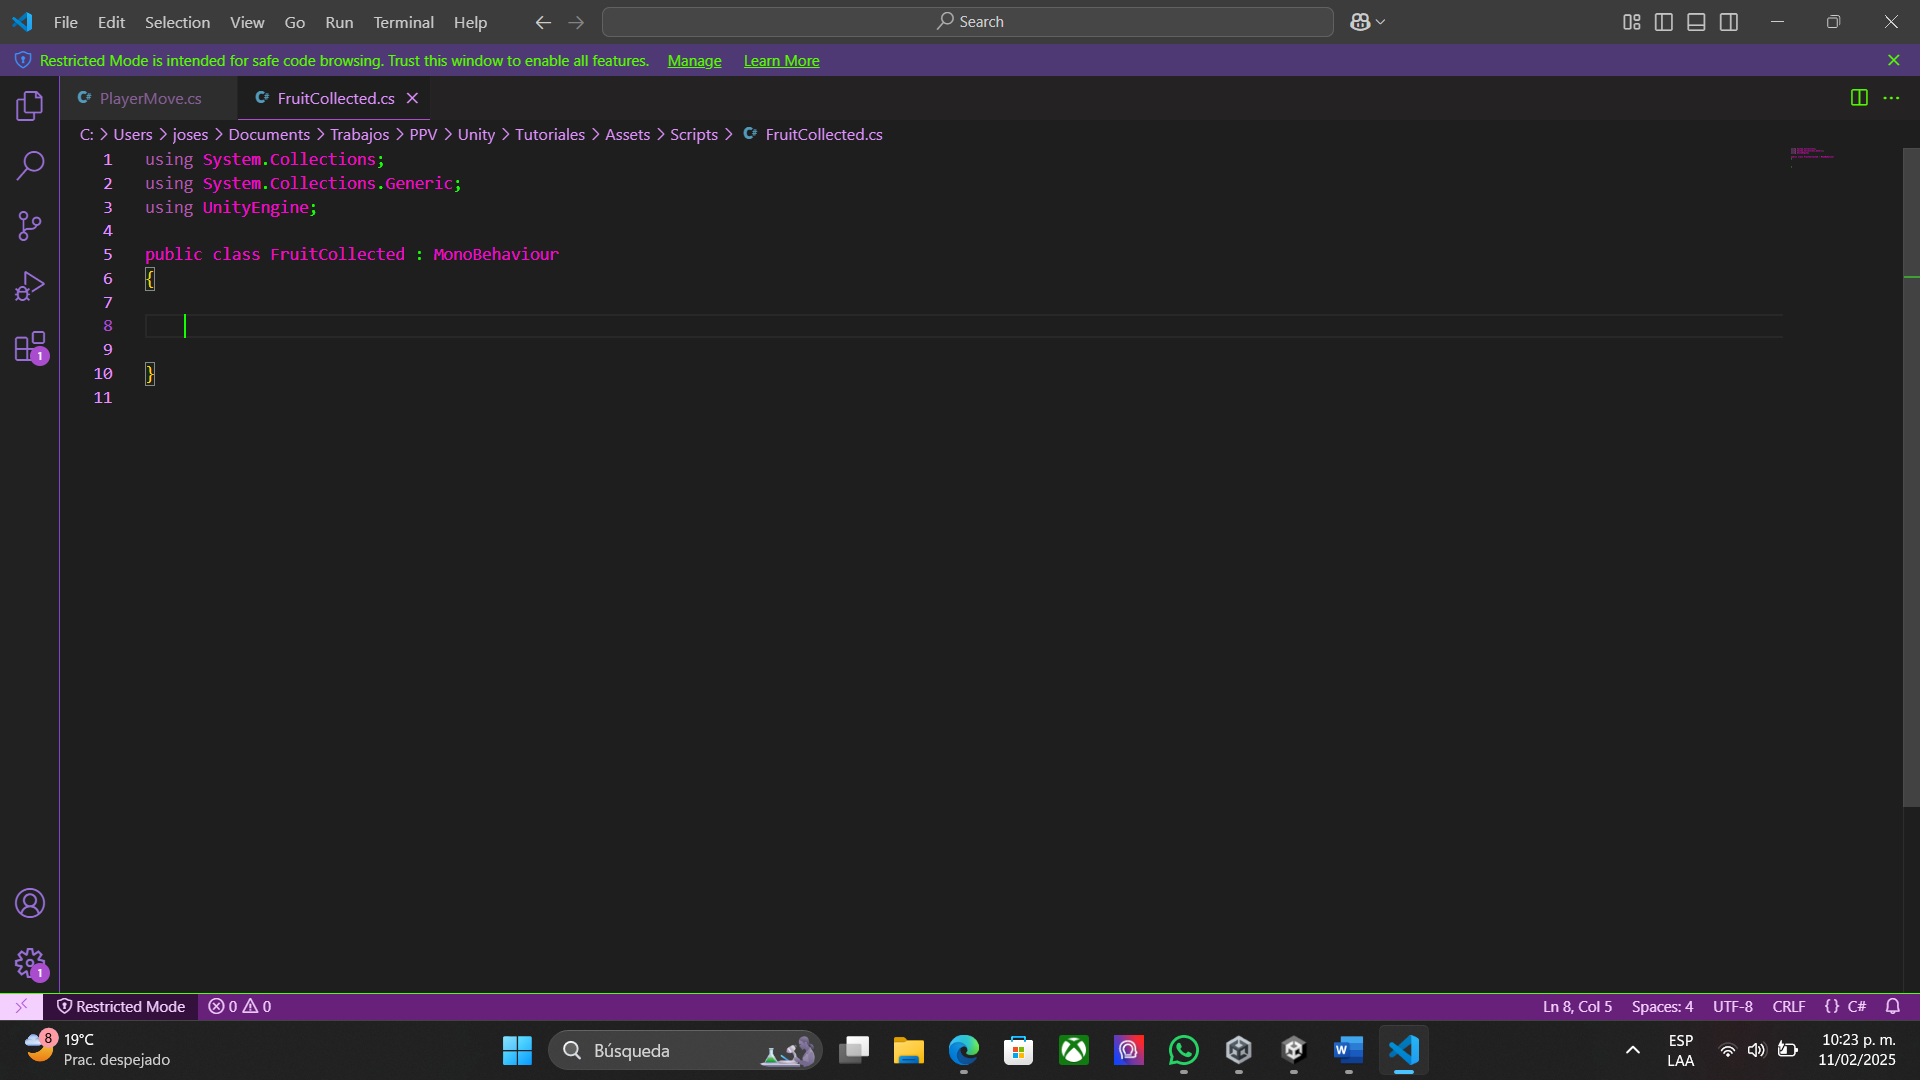 File Edit Selection View Go Run Terminal Help Search
Restricted Mode is intended for safe code browsing. Trust this window to enable all features. Manage Learn More
PlayerMove.cs FruitCollected.cs
C: > Users > joses > Documents > Trabajos > PPV > Unity > Tutoriales > Assets > Scripts > FruitCollected.cs
1 using System.Collections;
2 using System.Collections.Generic;
3 using UnityEngine;
4
5 public class FruitCollected : MonoBehaviour
6 {
7
8
9
10 }
11
1
1
Restricted Mode 0 0 Ln 8, Col 5 Spaces: 4 UTF-8 CRLF {} C#
8 19°C
Prac. despejado
Búsqueda
ESP
LAA
10:23 p. m.
11/02/2025